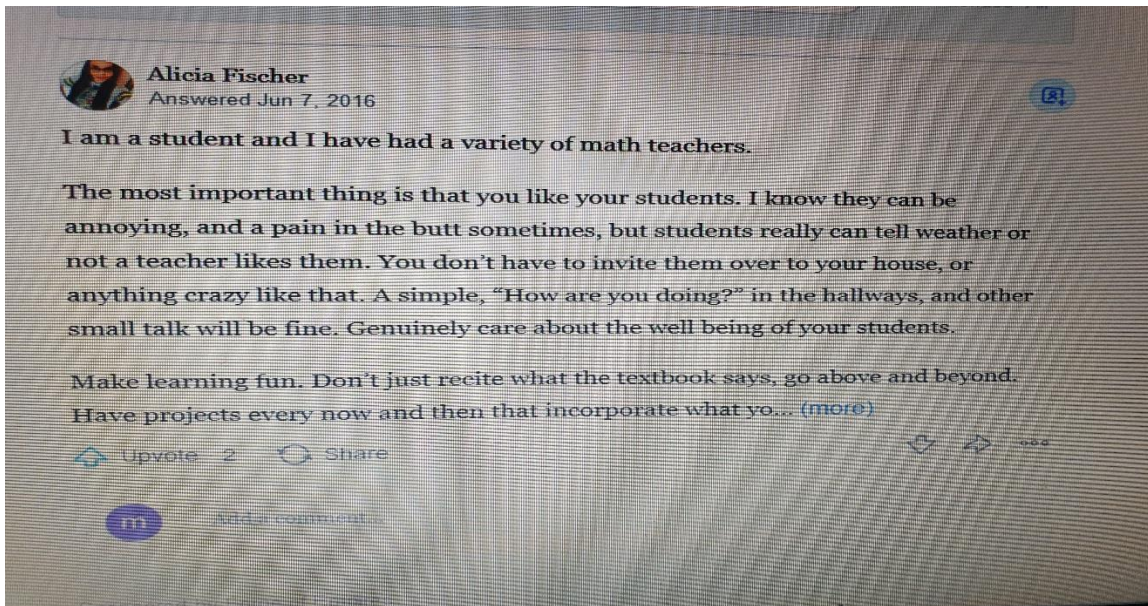 Alicia Fischer
Answered Jun 7, 2016
I am a student and I have had a variety of math teachers.
The most important thing is that you like your students. I know they can be
annoying, and a pain in the butt sometimes, but students really can tell weather or
not a teacher likes them. You don't have to invite them over to your house, or
anything crazy like that. A simple, “How are you doing?” in the hallways, and other
small talk will be fine. Genuinely care about the well being of your students.
Make learning fun. Don't just recite what the textbook says, go above and beyond.
Have projects every now and then that incorporate what yo... (more)
Upvote 2 Share
m Add a comment...